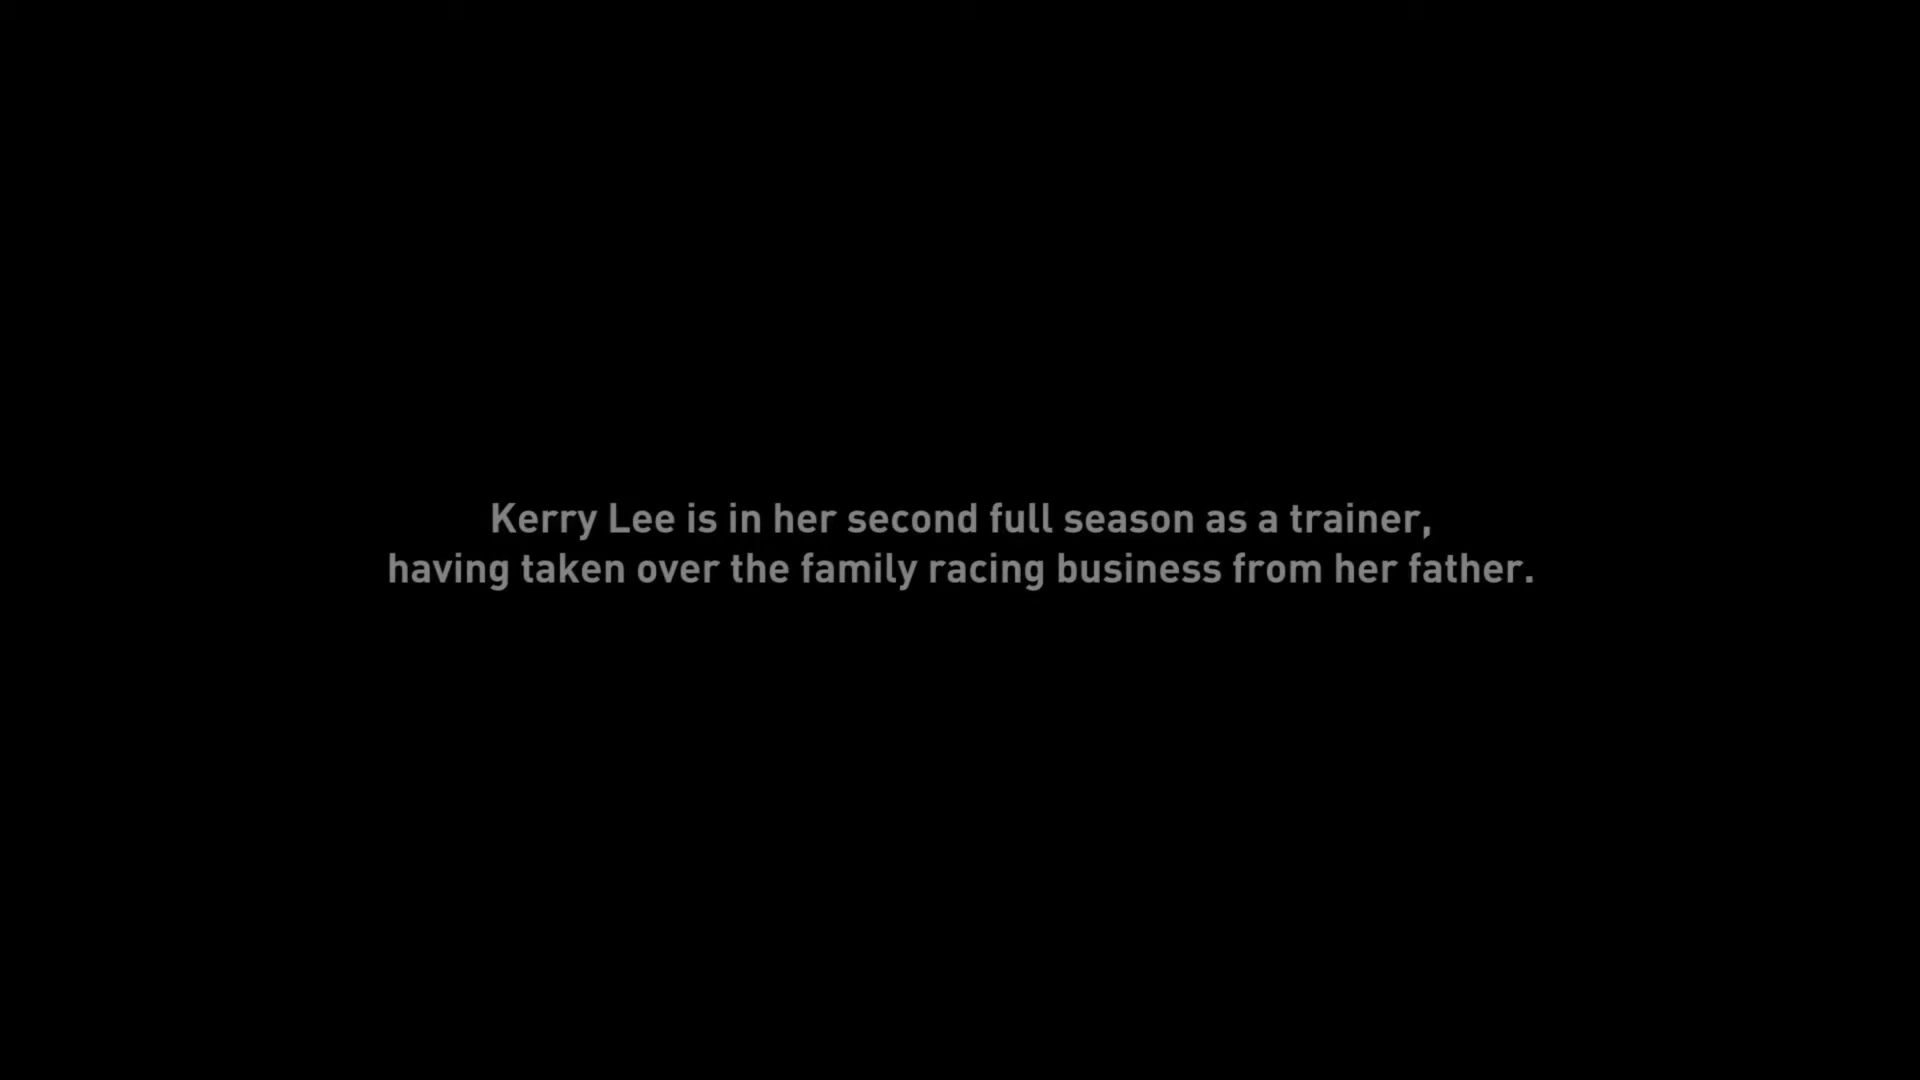 Kerry Lee is in her second full season as a trainer,
having taken over the family racing business from her father.